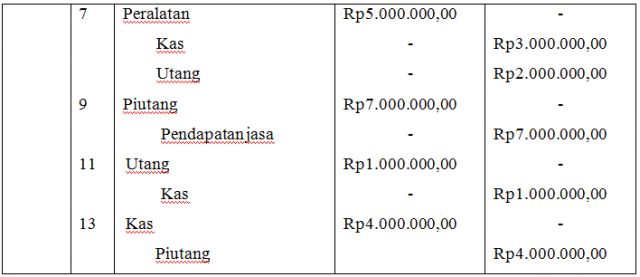 7 Peralatan Rp5.000.000,00 -
Kas - Rp3.000.000,00
Utang - Rp2.000.000,00
9 Piutang Rp7.000.000,00 -
Pendapatan jasa - Rp7.000.000,00
11 Utang Rp1.000.000,00 -
Kas - Rp1.000.000,00
13 Kas Rp4.000.000,00 -
Piutang Rp4.000.000,00